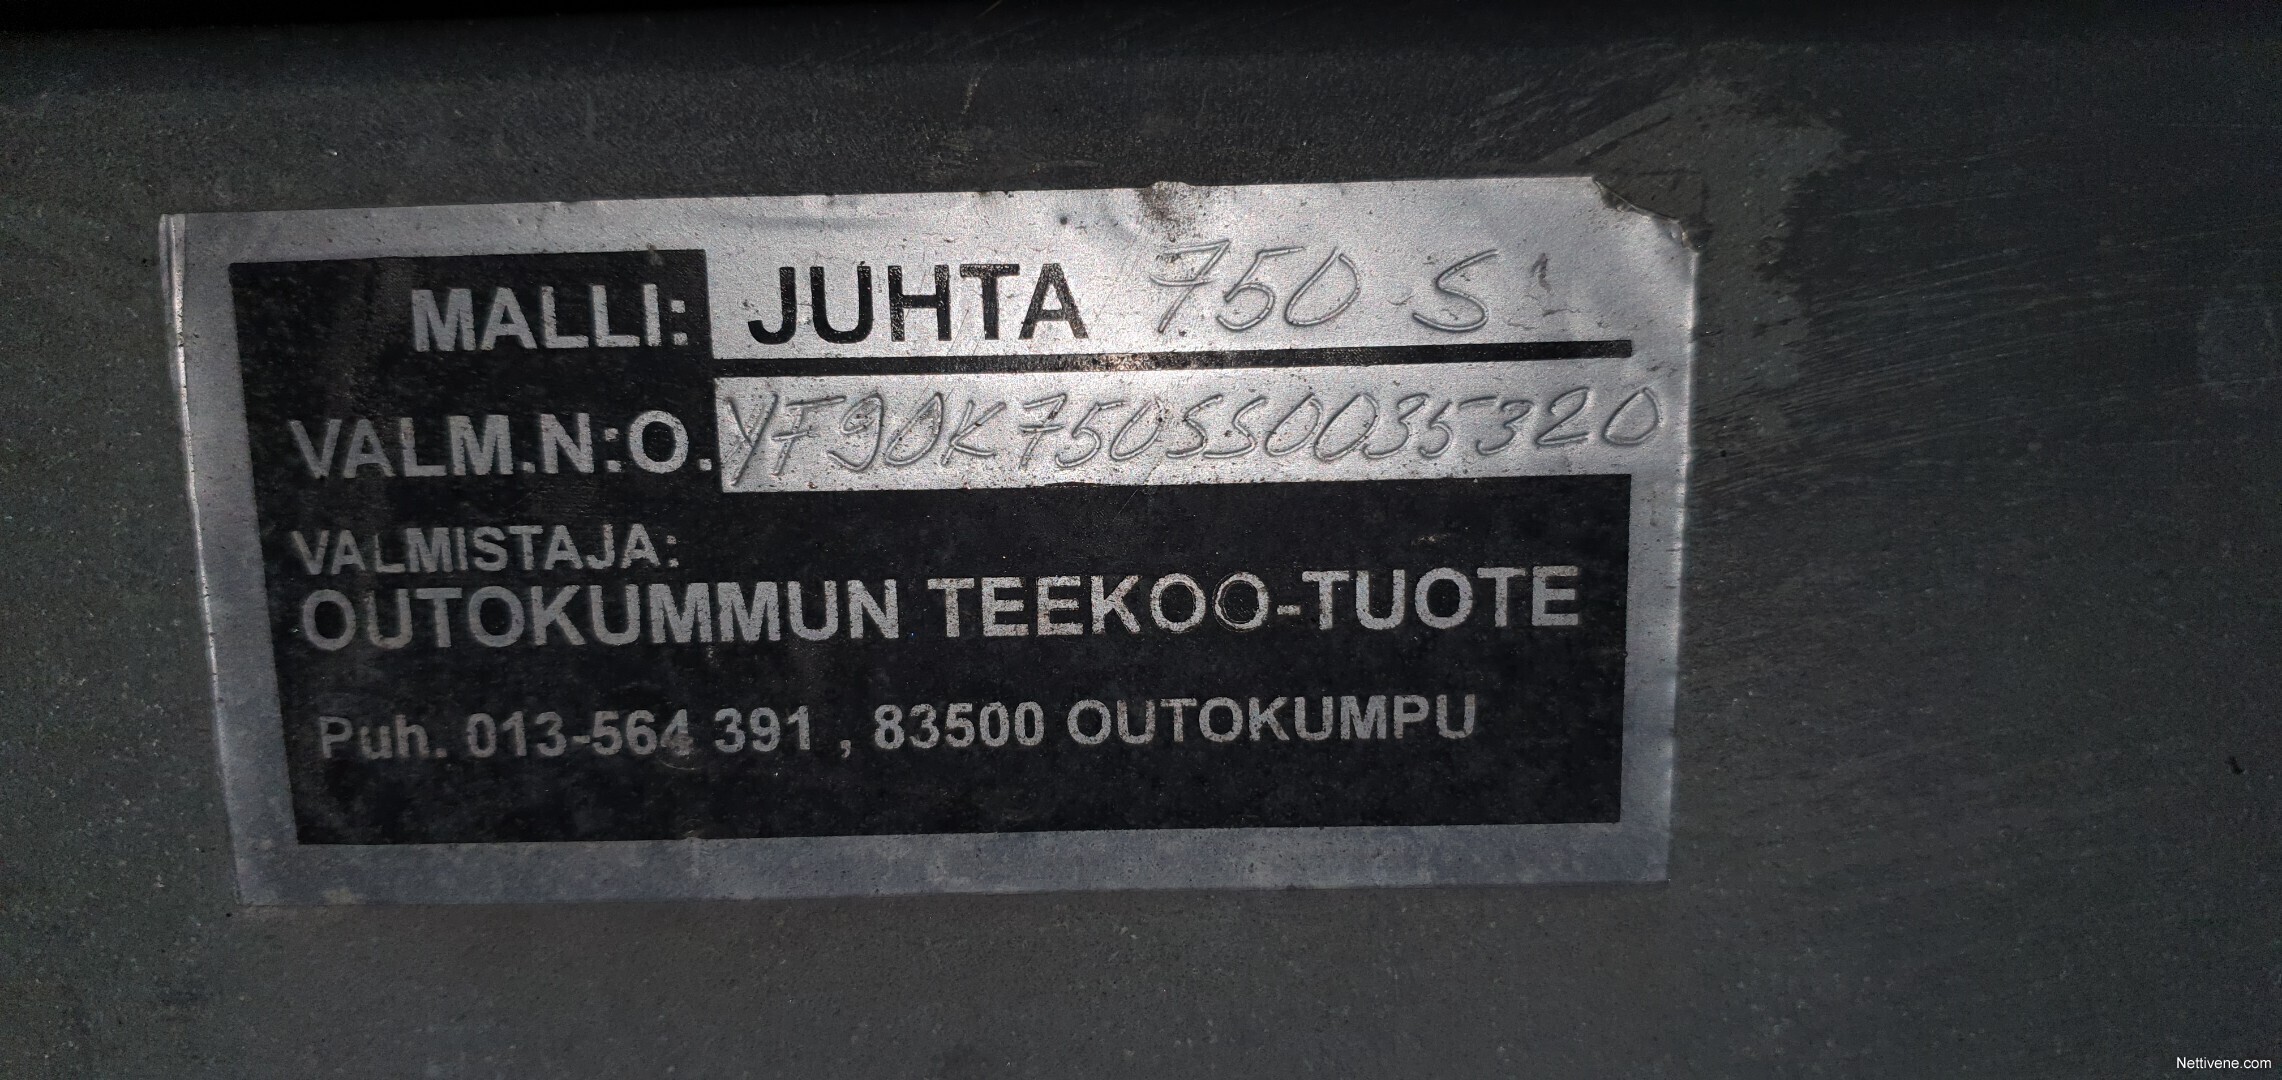 MALLI: JUHTA 750 S
VALM.N:O. YF90K750SS0035320
VALMISTAJA:
OUTOKUMMUN TEEKOO-TUOTE
Puh. 013-564 391 , 83500 OUTOKUMPU
Nettivene.com